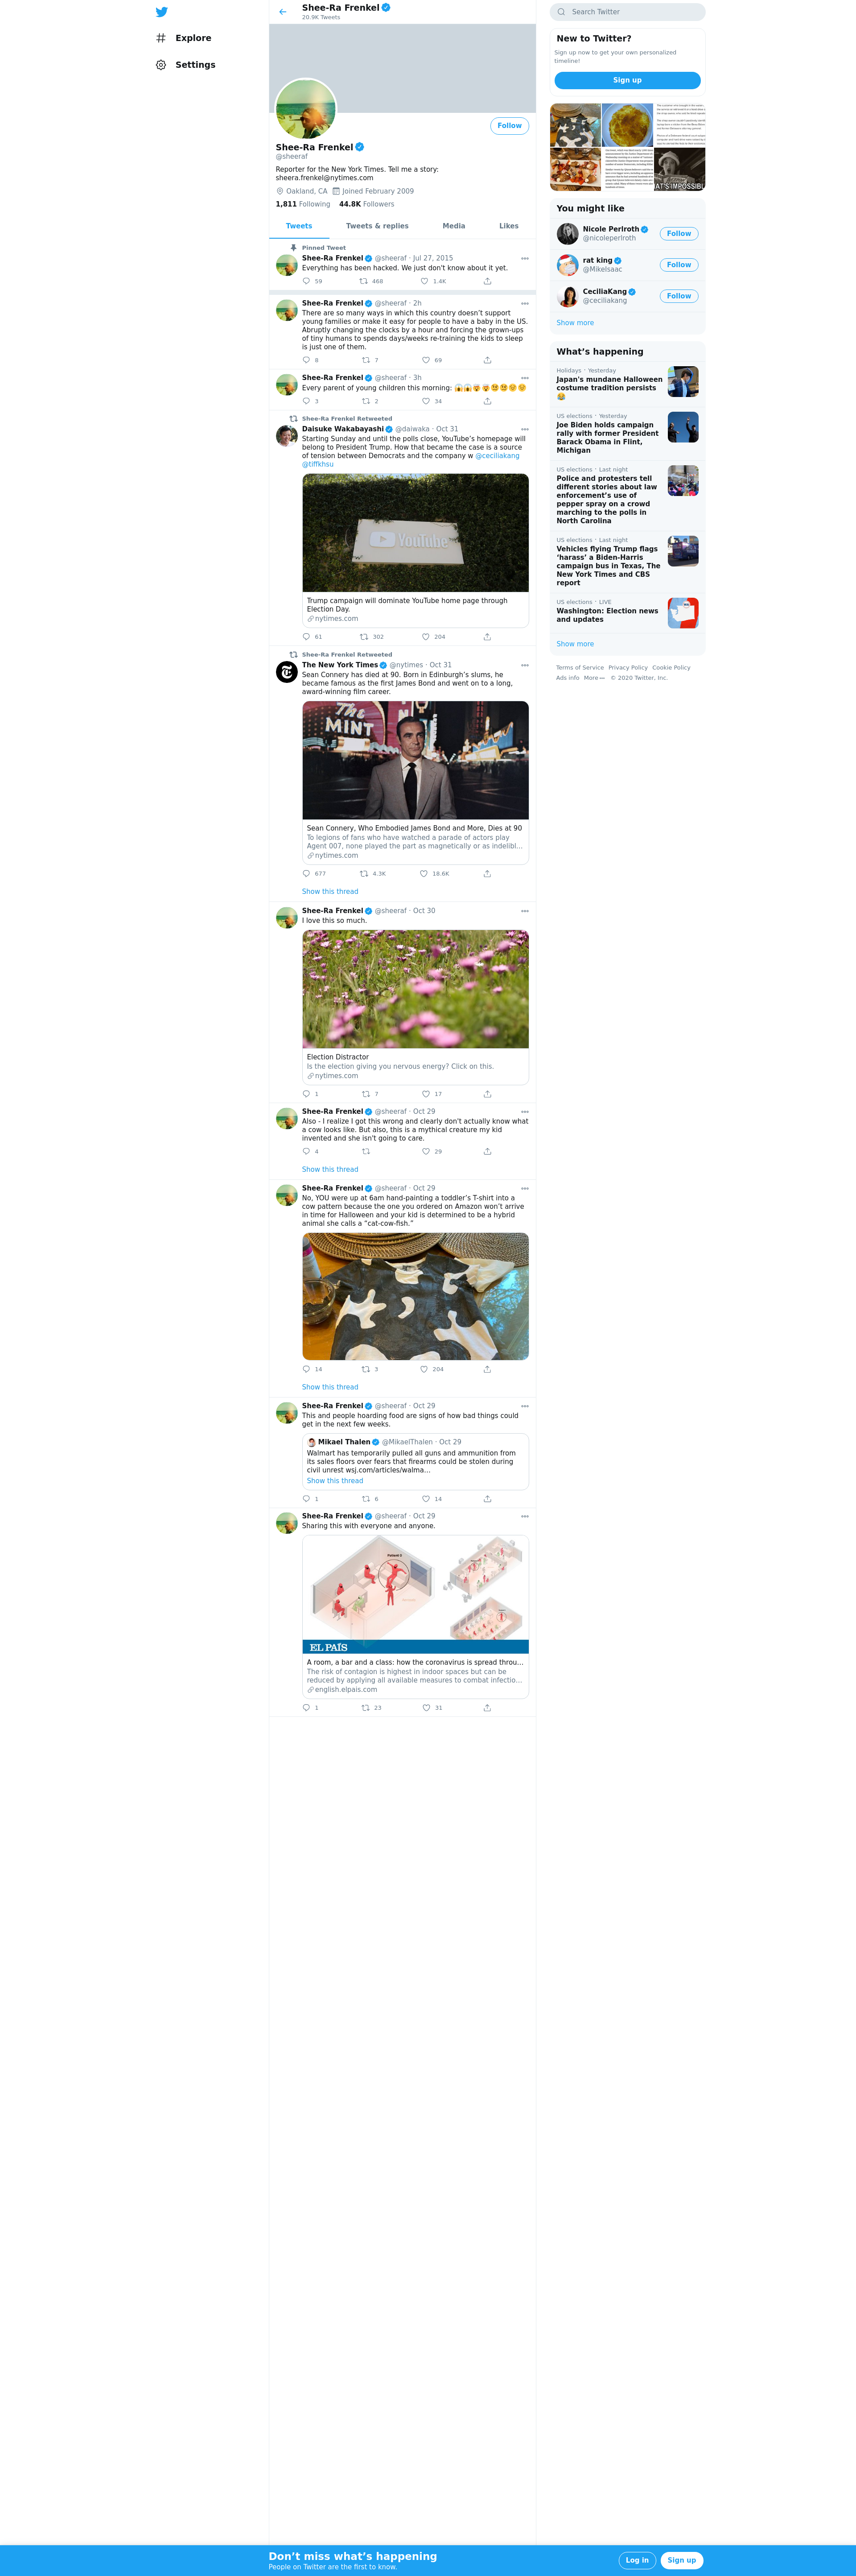 Explore
Settings
Shee-Ra Frenkel
20.9K Tweets
Follow
Shee-Ra Frenkel
@sheeraf
Reporter for the New York Times. Tell me a story:
sheera.frenkel@nytimes.com
Oakland, CA Joined February 2009
1,811 Following 44.8K Followers
Tweets Tweets & replies Media Likes
Pinned Tweet
Shee-Ra Frenkel @sheeraf · Jul 27, 2015
Everything has been hacked. We just don't know about it yet.
59 468 1.4K
Shee-Ra Frenkel @sheeraf · 2h
There are so many ways in which this country doesn’t support
young families or make it easy for people to have a baby in the US.
Abruptly changing the clocks by a hour and forcing the grown-ups
of tiny humans to spends days/weeks re-training the kids to sleep
is just one of them.
8 7 69
Shee-Ra Frenkel @sheeraf · 3h
Every parent of young children this morning:
3 2 34
Shee-Ra Frenkel Retweeted
Daisuke Wakabayashi @daiwaka · Oct 31
Starting Sunday and until the polls close, YouTube’s homepage will
belong to President Trump. How that became the case is a source
of tension between Democrats and the company w @ceciliakang
@tiffkhsu
YouTube
Trump campaign will dominate YouTube home page through
Election Day.
nytimes.com
61 302 204
Shee-Ra Frenkel Retweeted
The New York Times @nytimes · Oct 31
Sean Connery has died at 90. Born in Edinburgh’s slums, he
became famous as the first James Bond and went on to a long,
award-winning film career.
The
MINT
Sean Connery, Who Embodied James Bond and More, Dies at 90
To legions of fans who have watched a parade of actors play
Agent 007, none played the part as magnetically or as indelibl…
nytimes.com
677 4.3K 18.6K
Show this thread
Shee-Ra Frenkel @sheeraf · Oct 30
I love this so much.
Election Distractor
Is the election giving you nervous energy? Click on this.
nytimes.com
1 7 17
Shee-Ra Frenkel @sheeraf · Oct 29
Also - I realize I got this wrong and clearly don't actually know what
a cow looks like. But also, this is a mythical creature my kid
invented and she isn't going to care.
4 29
Show this thread
Shee-Ra Frenkel @sheeraf · Oct 29
No, YOU were up at 6am hand-painting a toddler’s T-shirt into a
cow pattern because the one you ordered on Amazon won’t arrive
in time for Halloween and your kid is determined to be a hybrid
animal she calls a “cat-cow-fish.”
14 3 204
Show this thread
Shee-Ra Frenkel @sheeraf · Oct 29
This and people hoarding food are signs of how bad things could
get in the next few weeks.
Mikael Thalen @MikaelThalen · Oct 29
Walmart has temporarily pulled all guns and ammunition from
its sales floors over fears that firearms could be stolen during
civil unrest wsj.com/articles/walma…
Show this thread
1 6 14
Shee-Ra Frenkel @sheeraf · Oct 29
Sharing this with everyone and anyone.
EL PAÍS
A room, a bar and a class: how the coronavirus is spread throu…
The risk of contagion is highest in indoor spaces but can be
reduced by applying all available measures to combat infectio…
english.elpais.com
1 23 31
Search Twitter
New to Twitter?
Sign up now to get your own personalized
timeline!
Sign up
You might like
Nicole Perlroth
@nicoleperlroth
Follow
rat king
@MikeIsaac
Follow
CeciliaKang
@ceciliakang
Follow
Show more
What’s happening
Holidays · Yesterday
Japan's mundane Halloween
costume tradition persists
US elections · Yesterday
Joe Biden holds campaign
rally with former President
Barack Obama in Flint,
Michigan
US elections · Last night
Police and protesters tell
different stories about law
enforcement’s use of
pepper spray on a crowd
marching to the polls in
North Carolina
US elections · Last night
Vehicles flying Trump flags
‘harass’ a Biden-Harris
campaign bus in Texas, The
New York Times and CBS
report
US elections · LIVE
Washington: Election news
and updates
Show more
Terms of Service Privacy Policy Cookie Policy
Ads info More © 2020 Twitter, Inc.
Don’t miss what’s happening
People on Twitter are the first to know.
Log in
Sign up